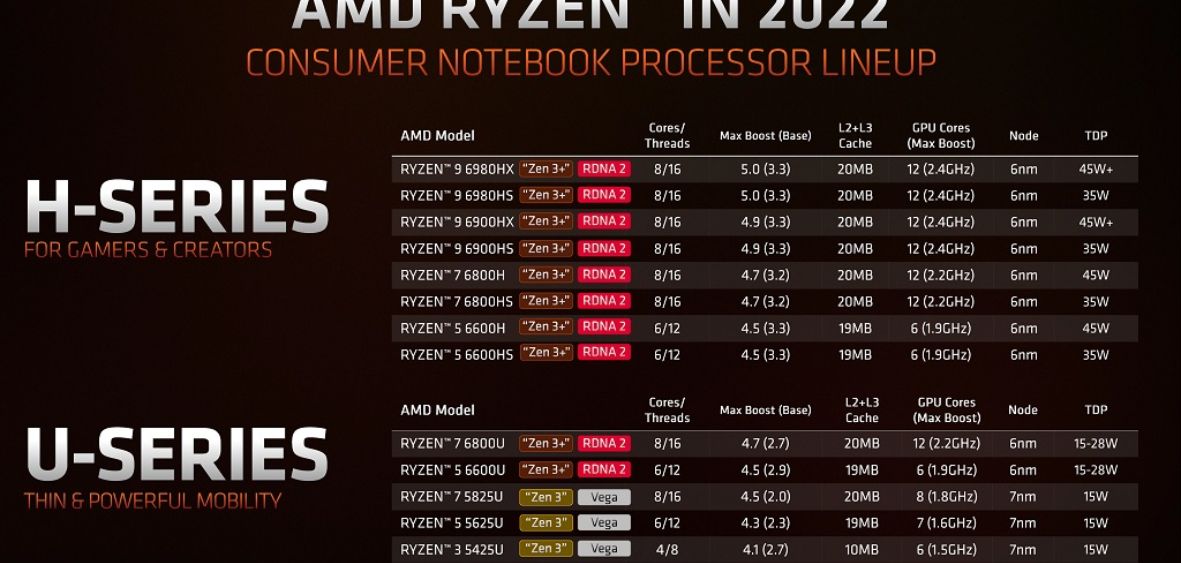 AMD RYZEN™ IN 2022
CONSUMER NOTEBOOK PROCESSOR LINEUP
H-SERIES
FOR GAMERS & CREATORS
AMD Model Cores/Threads Max Boost (Base) L2+L3 Cache GPU Cores (Max Boost) Node TDP
RYZEN™ 9 6980HX "Zen 3+" RDNA 2 8/16 5.0 (3.3) 20MB 12 (2.4GHz) 6nm 45W+
RYZEN™ 9 6980HS "Zen 3+" RDNA 2 8/16 5.0 (3.3) 20MB 12 (2.4GHz) 6nm 35W
RYZEN™ 9 6900HX "Zen 3+" RDNA 2 8/16 4.9 (3.3) 20MB 12 (2.4GHz) 6nm 45W+
RYZEN™ 9 6900HS "Zen 3+" RDNA 2 8/16 4.9 (3.3) 20MB 12 (2.4GHz) 6nm 35W
RYZEN™ 7 6800H "Zen 3+" RDNA 2 8/16 4.7 (3.2) 20MB 12 (2.2GHz) 6nm 45W
RYZEN™ 7 6800HS "Zen 3+" RDNA 2 8/16 4.7 (3.2) 20MB 12 (2.2GHz) 6nm 35W
RYZEN™ 5 6600H "Zen 3+" RDNA 2 6/12 4.5 (3.3) 19MB 6 (1.9GHz) 6nm 45W
RYZEN™ 5 6600HS "Zen 3+" RDNA 2 6/12 4.5 (3.3) 19MB 6 (1.9GHz) 6nm 35W
U-SERIES
THIN & POWERFUL MOBILITY
AMD Model Cores/Threads Max Boost (Base) L2+L3 Cache GPU Cores (Max Boost) Node TDP
RYZEN™ 7 6800U "Zen 3+" RDNA 2 8/16 4.7 (2.7) 20MB 12 (2.2GHz) 6nm 15-28W
RYZEN™ 5 6600U "Zen 3+" RDNA 2 6/12 4.5 (2.9) 19MB 6 (1.9GHz) 6nm 15-28W
RYZEN™ 7 5825U "Zen 3" Vega 8/16 4.5 (2.0) 20MB 8 (1.8GHz) 7nm 15W
RYZEN™ 5 5625U "Zen 3" Vega 6/12 4.3 (2.3) 19MB 7 (1.6GHz) 7nm 15W
RYZEN™ 3 5425U "Zen 3" Vega 4/8 4.1 (2.7) 10MB 6 (1.5GHz) 7nm 15W